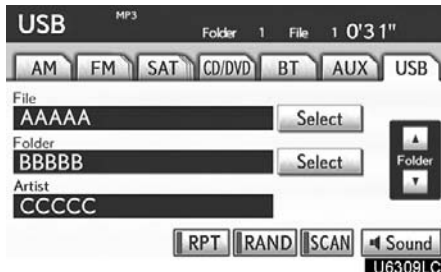 USB MP3 Folder 1 File 1 0'31"
AM FM SAT CD/DVD BT AUX USB
File
AAAAA Select
Folder
BBBBB Select
▲
Folder
▼
Artist
CCCCC
RPT RAND SCAN Sound
U6309LC